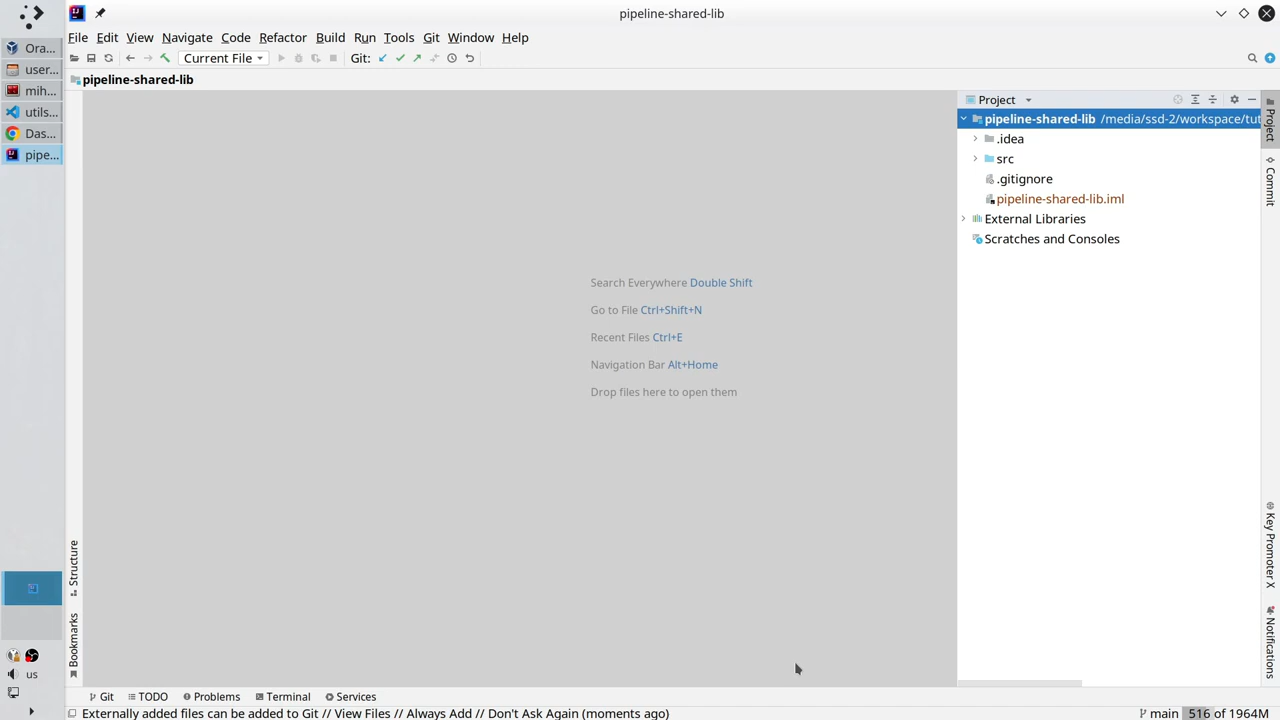 pipeline-shared-lib
File Edit View Navigate Code Refactor Build Run Tools Git Window Help
Current File Git:
pipeline-shared-lib
Ora...
user...
mih...
utils...
Das...
pipe...
us
Project
pipeline-shared-lib /media/ssd-2/workspace/tut
.idea
src
.gitignore
pipeline-shared-lib.iml
External Libraries
Scratches and Consoles
Search Everywhere Double Shift
Go to File Ctrl+Shift+N
Recent Files Ctrl+E
Navigation Bar Alt+Home
Drop files here to open them
Structure
Bookmarks
Project
Commit
Key Promoter X
Notifications
Git TODO Problems Terminal Services
Externally added files can be added to Git // View Files // Always Add // Don't Ask Again (moments ago) main 516 of 1964M